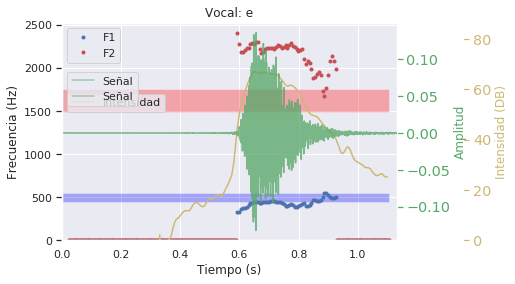 Vocal: e
2500
2000
1500
1000
500
0
Frecuencia (Hz)
F1
F2
Señal
Señal
Intensidad
0.0
0.2
0.4
0.6
0.8
1.0
Tiempo (s)
0.10
0.05
0.00
−0.05
−0.10
Amplitud
80
60
40
20
0
Intensidad (DB)